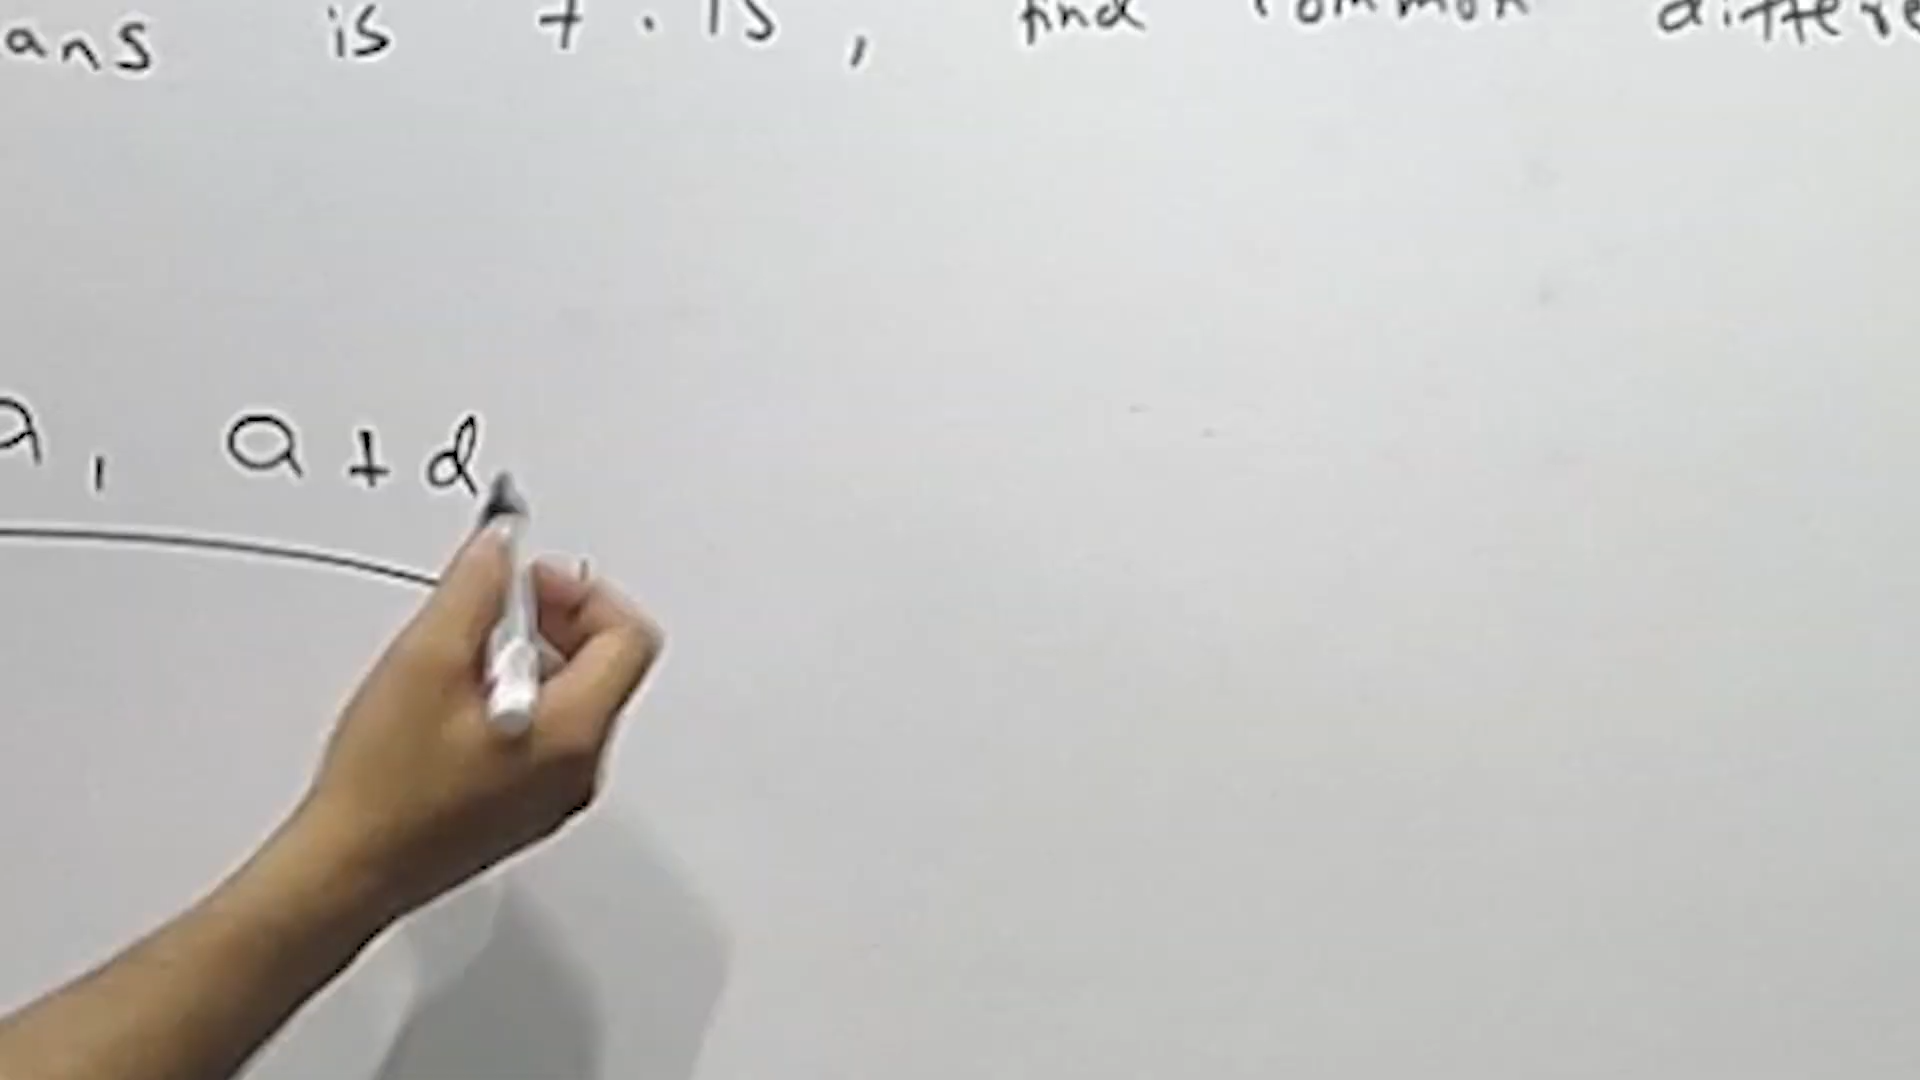 ans is 7.15, find common differe
a, a + d,